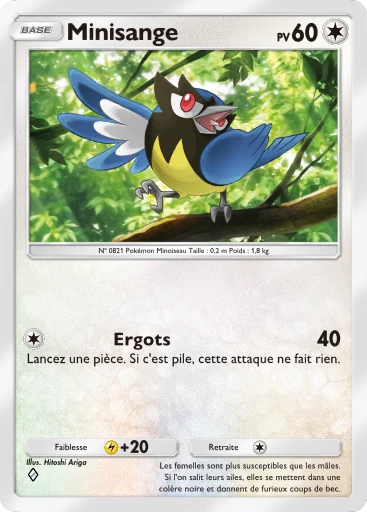 BASE Minisange PV 60
N° 0821 Pokémon Minoiseau Taille : 0,2 m Poids : 1,8 kg
Ergots 40
Lancez une pièce. Si c'est pile, cette attaque ne fait rien.
Faiblesse +20 Retraite
Illus. Hitoshi Ariga
Les femelles sont plus susceptibles que les mâles.
Si l'on salit leurs ailes, elles se mettent dans une
colère noire et donnent de furieux coups de bec.